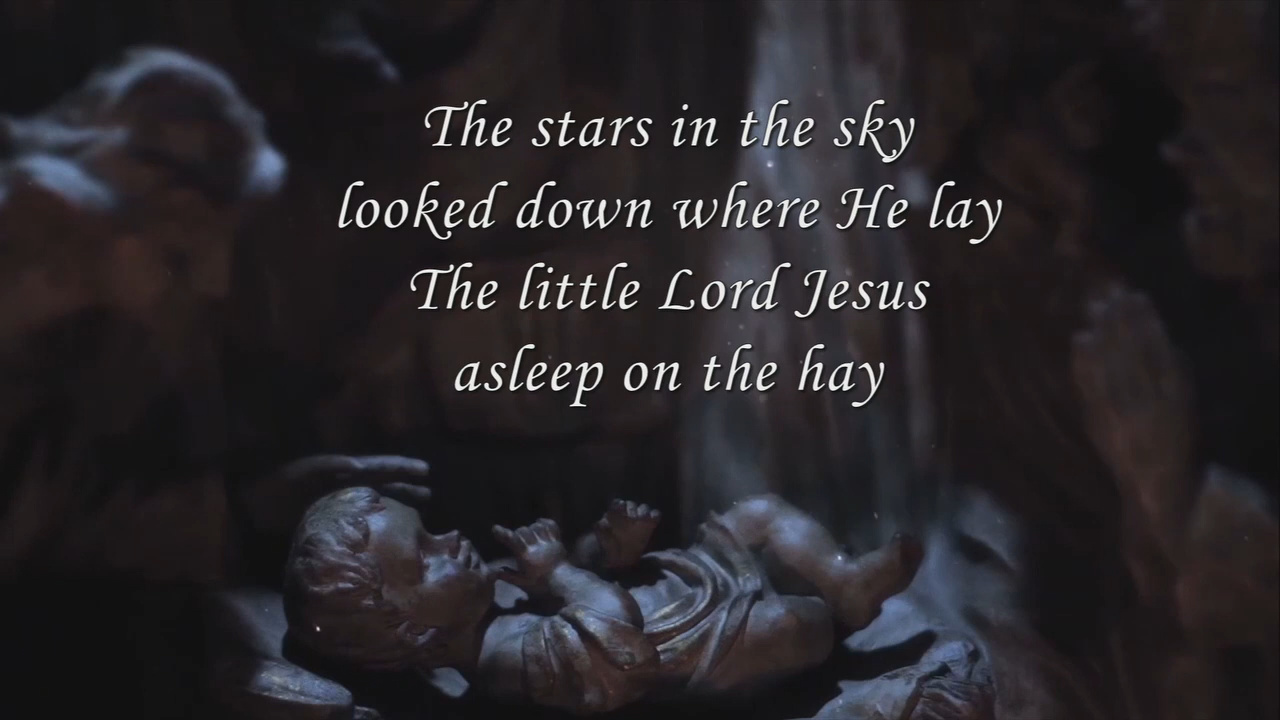 The stars in the sky
looked down where He lay
The little Lord Jesus
asleep on the hay